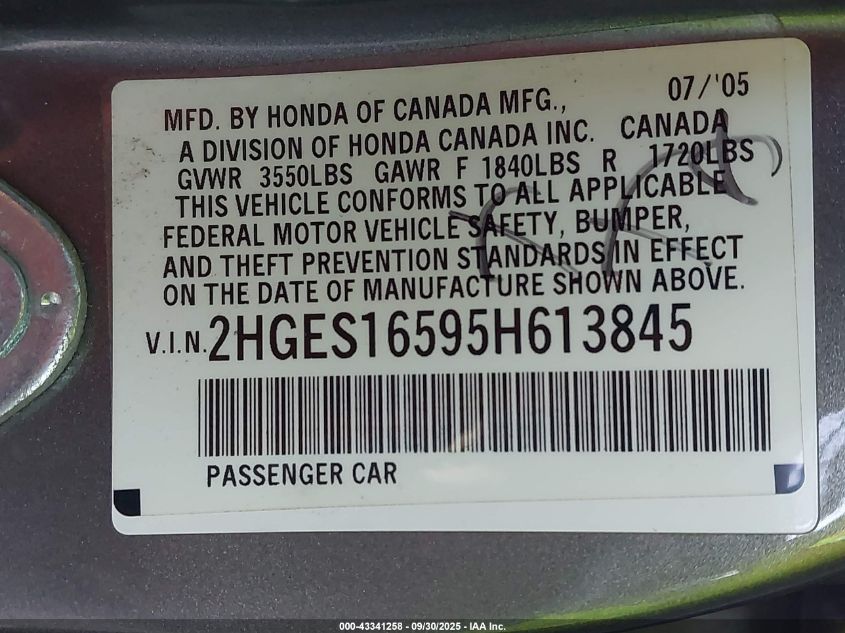 07/'05
MFD. BY HONDA OF CANADA MFG.,
A DIVISION OF HONDA CANADA INC. CANADA
GVWR 3550LBS GAWR F 1840LBS R 1720LBS
THIS VEHICLE CONFORMS TO ALL APPLICABLE
FEDERAL MOTOR VEHICLE SAFETY, BUMPER,
AND THEFT PREVENTION STANDARDS IN EFFECT
ON THE DATE OF MANUFACTURE SHOWN ABOVE.
V.I.N. 2HGES16595H613845
PASSENGER CAR
000-43341258 - 09/30/2025 - IAA Inc.